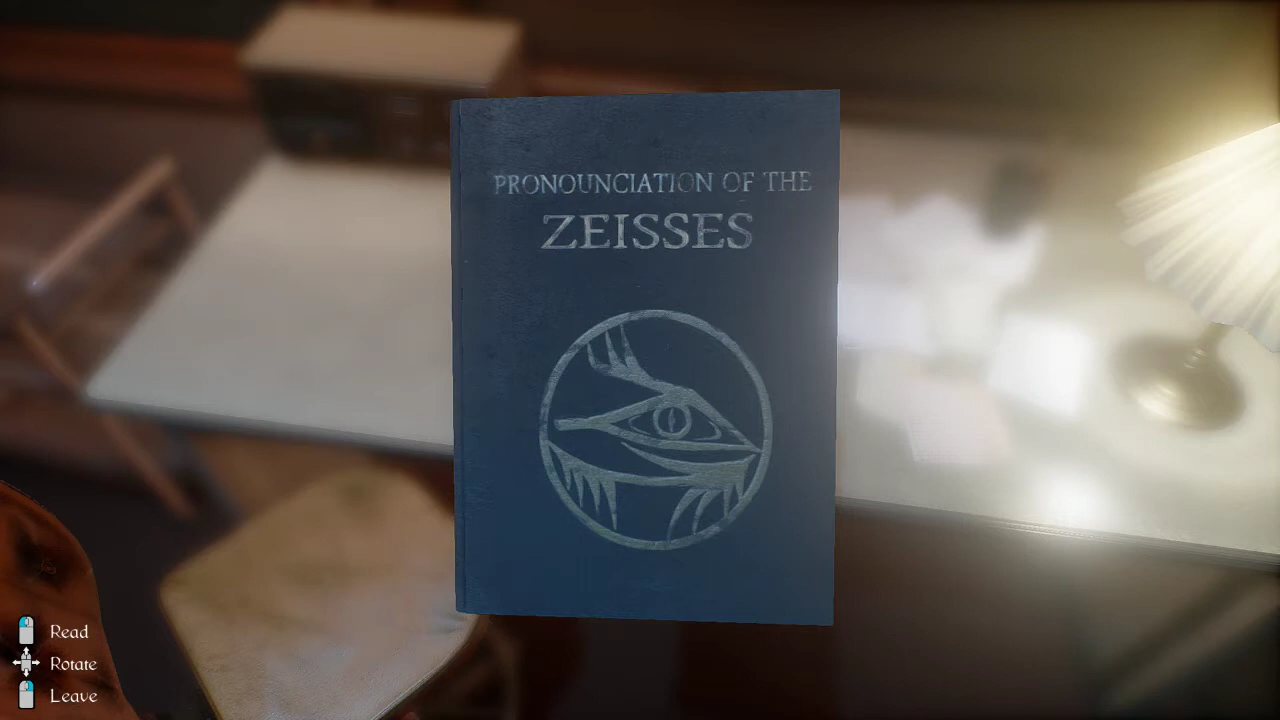 PRONOUNCIATION OF THE
ZEISSES
Read
Rotate
Leave